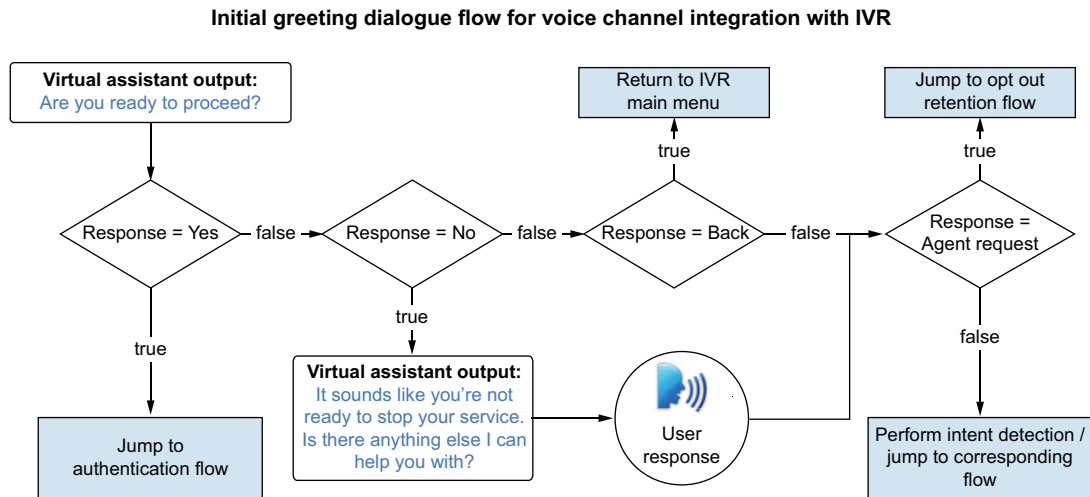 Initial greeting dialogue flow for voice channel integration with IVR
Virtual assistant output:
Are you ready to proceed?
Return to IVR
main menu
Jump to opt out
retention flow
true
true
Response = Yes
false
Response = No
false
Response = Back
false
Response =
Agent request
true
true
false
Virtual assistant output:
It sounds like you’re not
ready to stop your service.
Is there anything else I can
help you with?
User
response
Jump to
authentication flow
Perform intent detection /
jump to corresponding
flow